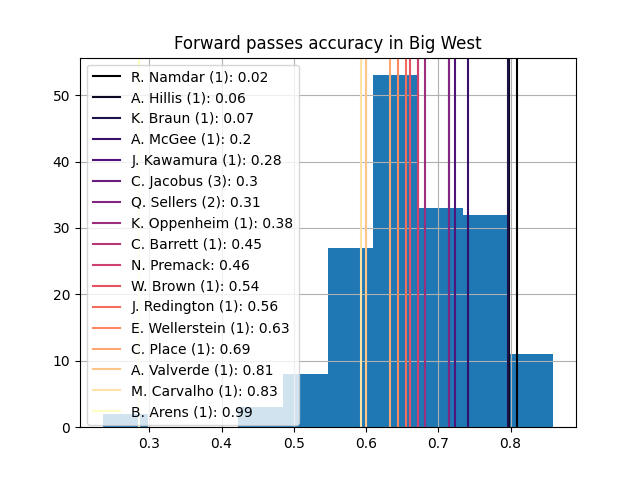 Forward passes accuracy in Big West
R. Namdar (1): 0.02
A. Hillis (1): 0.06
K. Braun (1): 0.07
A. McGee (1): 0.2
J. Kawamura (1): 0.28
C. Jacobus (3): 0.3
Q. Sellers (2): 0.31
K. Oppenheim (1): 0.38
C. Barrett (1): 0.45
N. Premack: 0.46
W. Brown (1): 0.54
J. Redington (1): 0.56
E. Wellerstein (1): 0.63
C. Place (1): 0.69
A. Valverde (1): 0.81
M. Carvalho (1): 0.83
B. Arens (1): 0.99
50
40
30
20
10
0
0.3 0.4 0.5 0.6 0.7 0.8